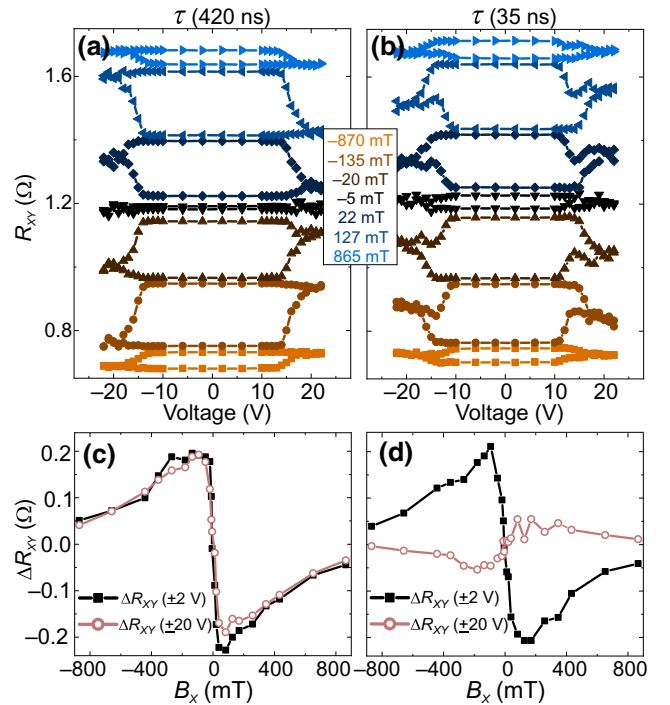 τ (420 ns) τ (35 ns)
(a) (b)
1.6
1.2
0.8
R_XY (Ω)
–870 mT
–135 mT
–20 mT
–5 mT
22 mT
127 mT
865 mT
–20 –10 0 10 20 –20 –10 0 10 20
Voltage (V) Voltage (V)
(c) (d)
0.2
0.1
0.0
–0.1
–0.2
ΔR_XY (Ω)
ΔR_XY (±2 V) ΔR_XY (±2 V)
ΔR_XY (±20 V) ΔR_XY (±20 V)
–800 –400 0 400 800 –800 –400 0 400 800
B_X (mT) B_X (mT)